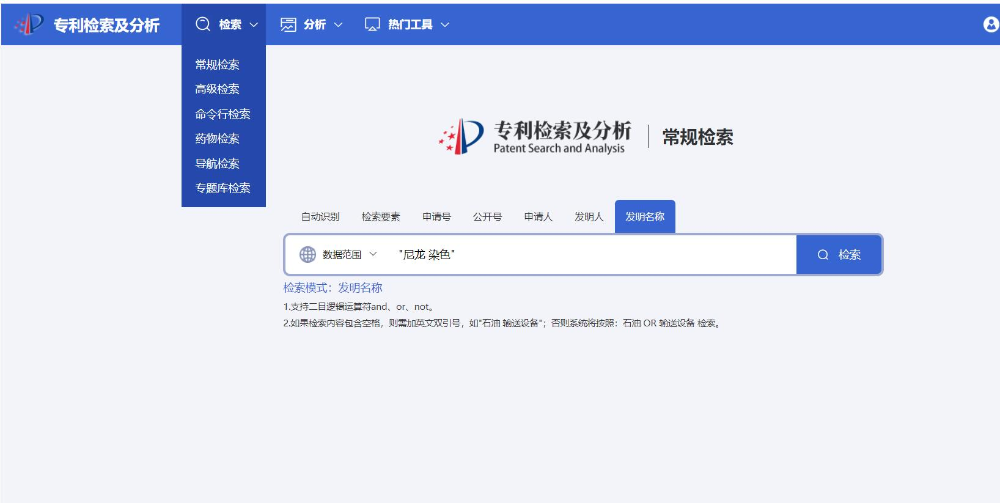 专利检索及分析 检索 分析 热门工具
常规检索
高级检索
命令行检索
药物检索
导航检索
专题库检索
专利检索及分析
Patent Search and Analysis
常规检索
自动识别 检索要素 申请号 公开号 申请人 发明人 发明名称
数据范围 "尼龙 染色" 检索
检索模式：发明名称
1.支持二目逻辑运算符and、or、not。
2.如果检索内容包含空格，则需加英文双引号，如"石油 输送设备"；否则系统将按照：石油 OR 输送设备 检索。